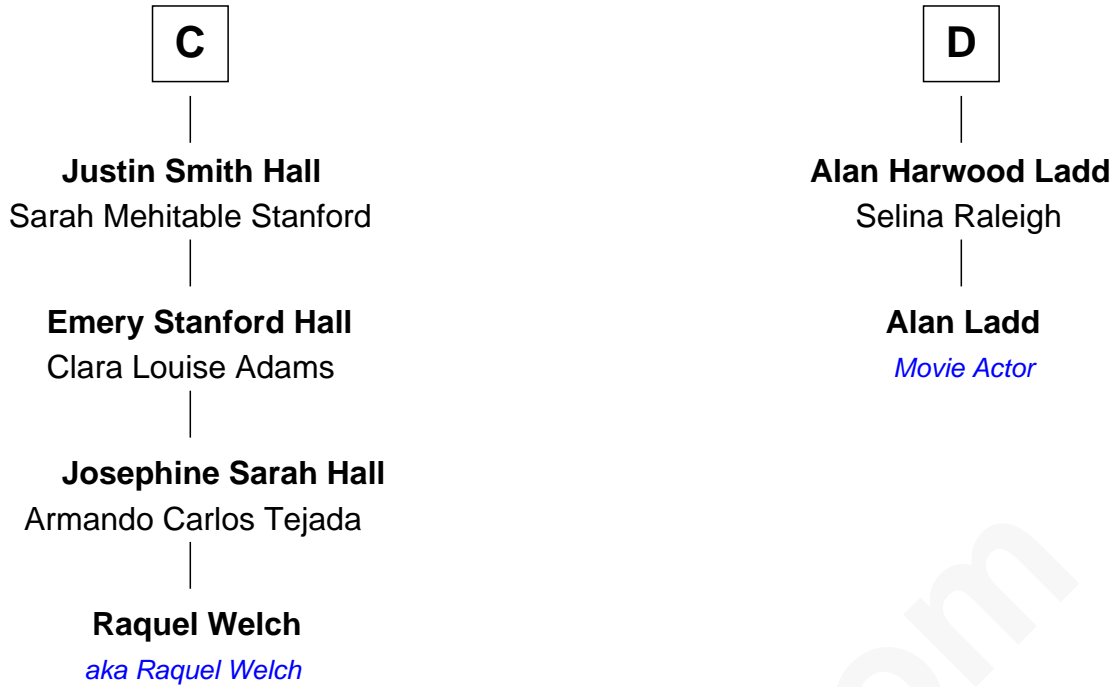 C
Justin Smith Hall
Sarah Mehitable Stanford
Emery Stanford Hall
Clara Louise Adams
Josephine Sarah Hall
Armando Carlos Tejada
Raquel Welch
aka Raquel Welch
D
Alan Harwood Ladd
Selina Raleigh
Alan Ladd
Movie Actor
om